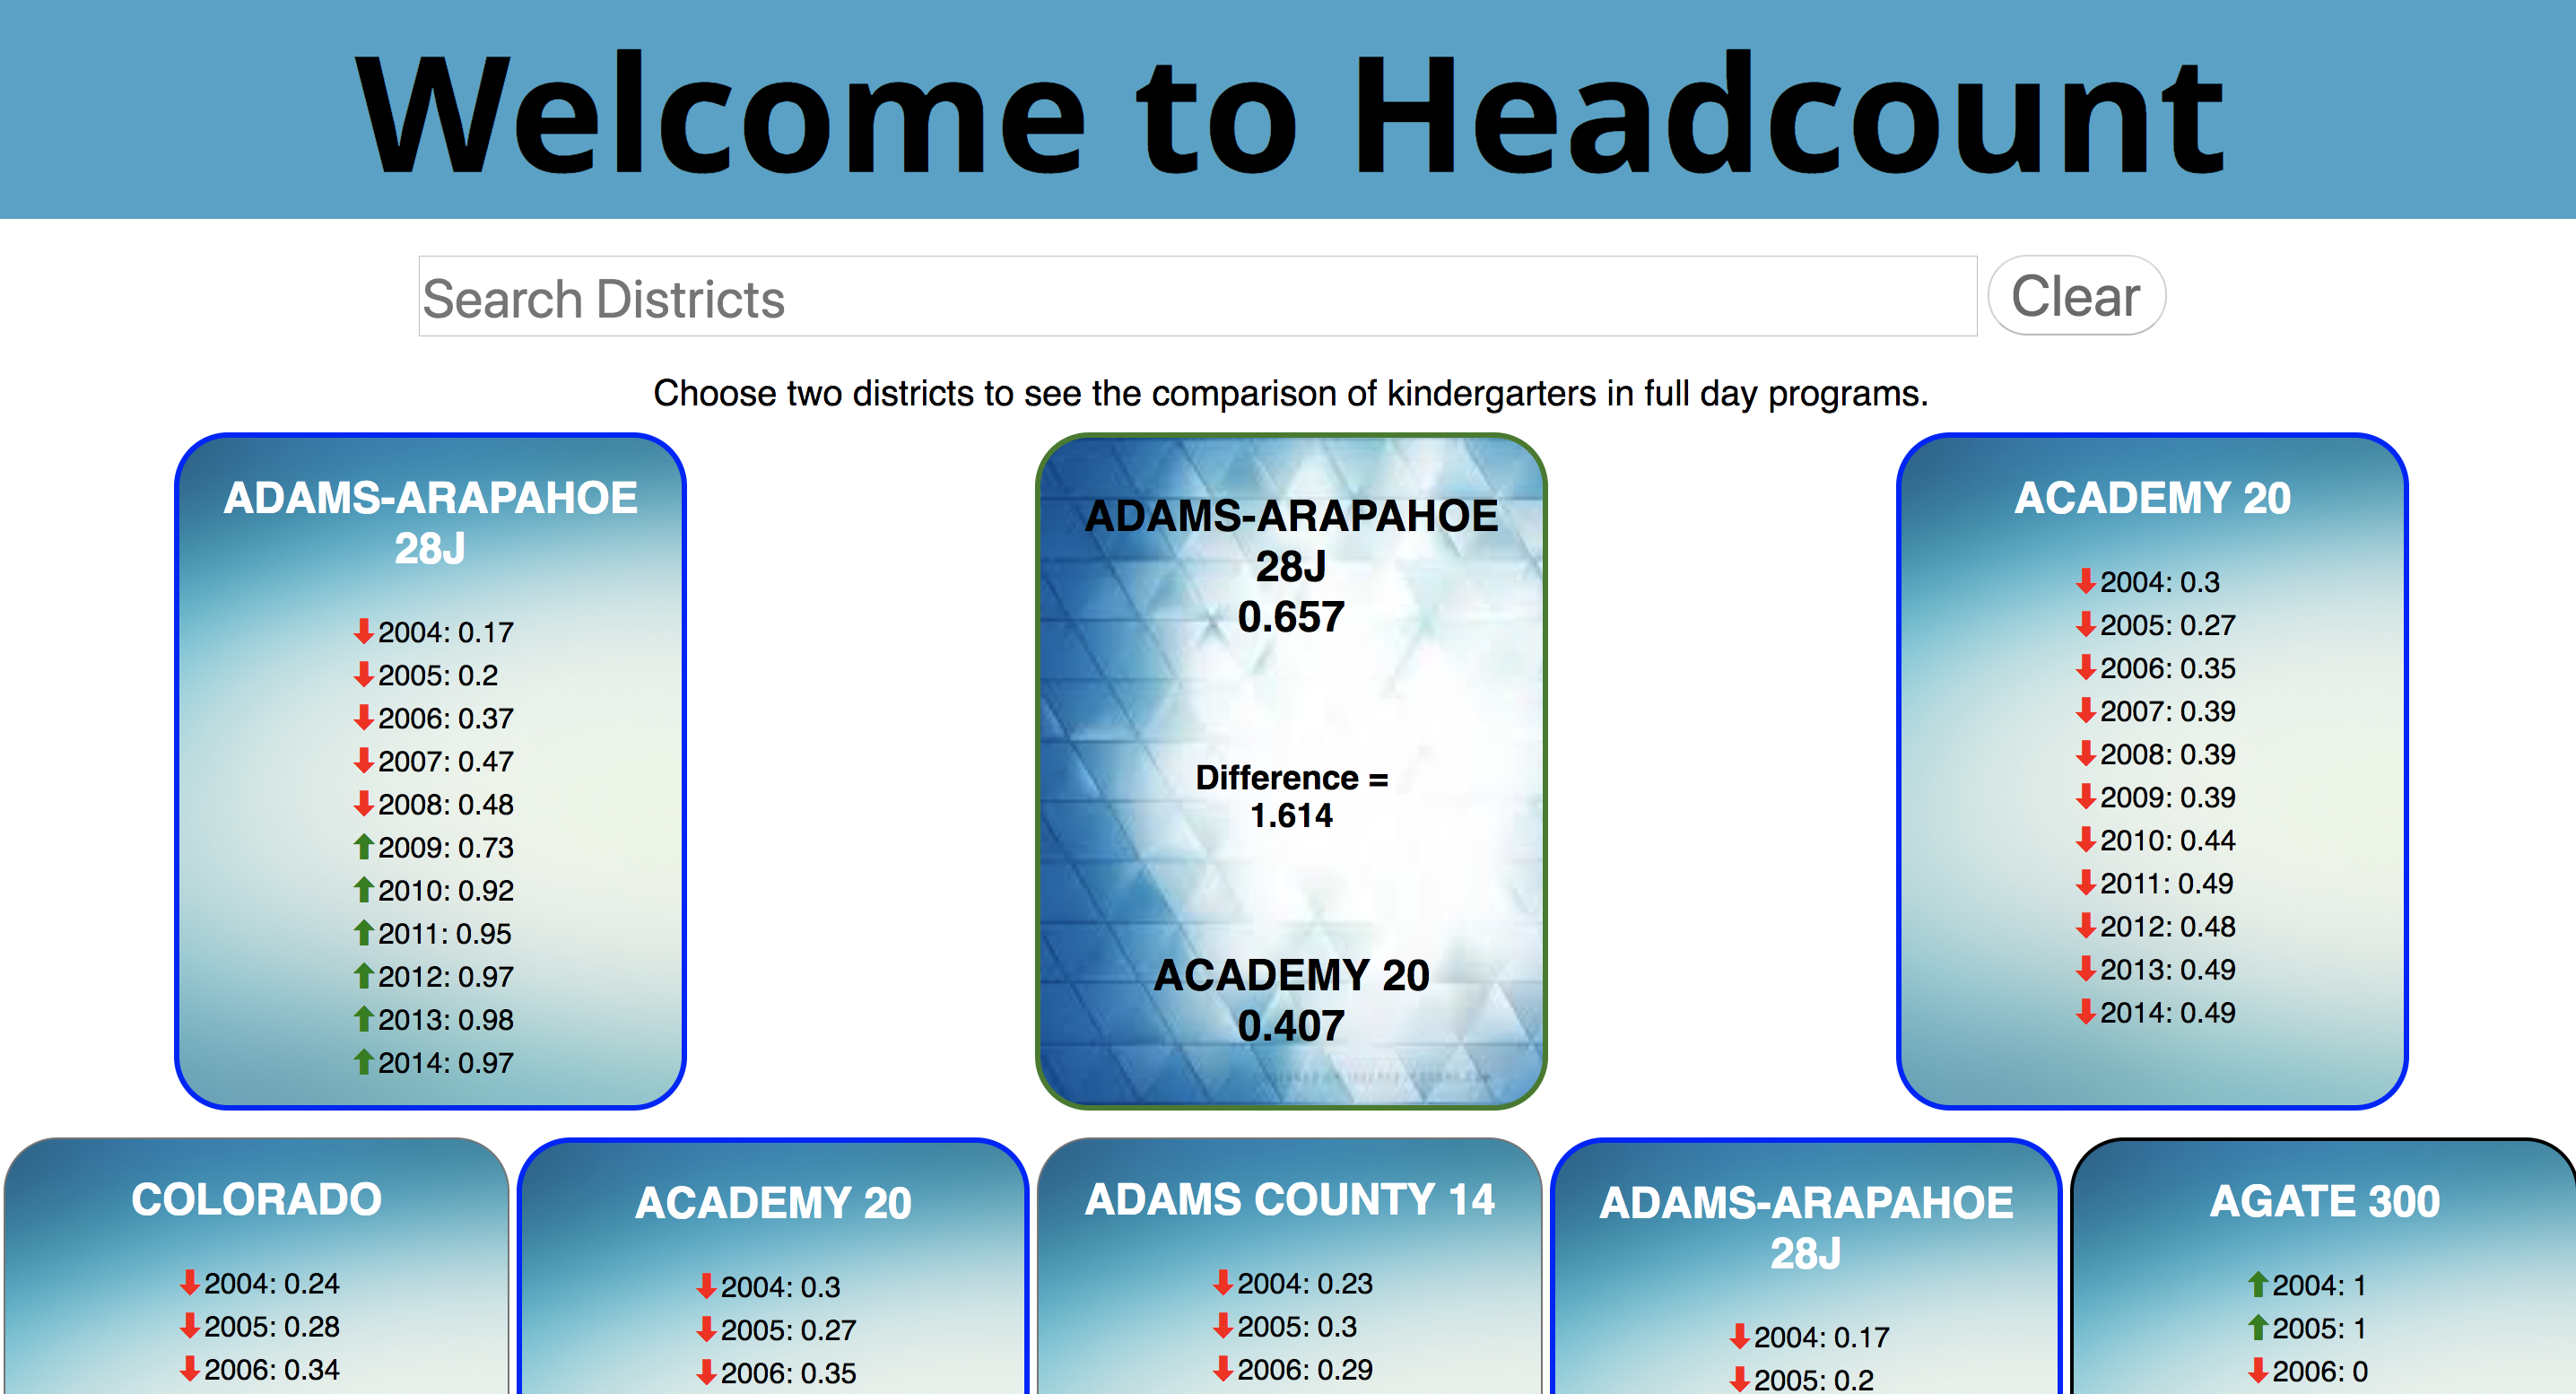 Welcome to Headcount
Search Districts
Clear
Choose two districts to see the comparison of kindergarters in full day programs.
ADAMS-ARAPAHOE
28J
2004: 0.17
2005: 0.2
2006: 0.37
2007: 0.47
2008: 0.48
2009: 0.73
2010: 0.92
2011: 0.95
2012: 0.97
2013: 0.98
2014: 0.97
ADAMS-ARAPAHOE
28J
0.657
Difference =
1.614
ACADEMY 20
0.407
ACADEMY 20
2004: 0.3
2005: 0.27
2006: 0.35
2007: 0.39
2008: 0.39
2009: 0.39
2010: 0.44
2011: 0.49
2012: 0.48
2013: 0.49
2014: 0.49
COLORADO
2004: 0.24
2005: 0.28
2006: 0.34
ACADEMY 20
2004: 0.3
2005: 0.27
2006: 0.35
ADAMS COUNTY 14
2004: 0.23
2005: 0.3
2006: 0.29
ADAMS-ARAPAHOE
28J
2004: 0.17
2005: 0.2
AGATE 300
2004: 1
2005: 1
2006: 0